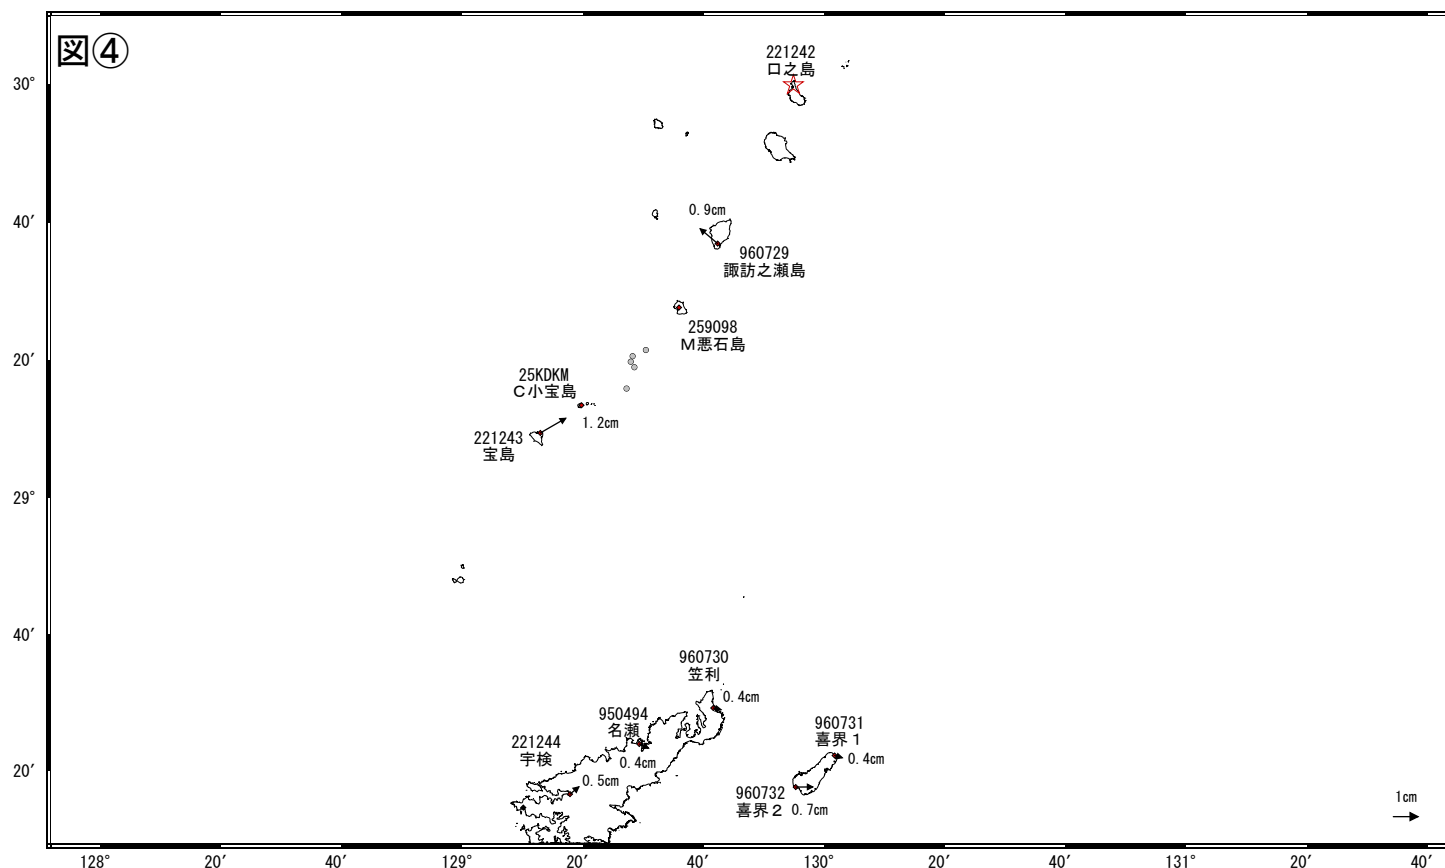 図④
221242
口之島
30°
40′
0.9cm
960729
諏訪之瀬島
259098
M悪石島
20′
25KDKM
C小宝島
1.2cm
221243
宝島
29°
40′
960730
笠利
0.4cm
950494
名瀬
0.4cm
960731
喜界1
0.4cm
221244
宇検
0.5cm
20′
960732
喜界2 0.7cm
1cm
128° 20′ 40′ 129° 20′ 40′ 130° 20′ 40′ 131° 20′ 40′